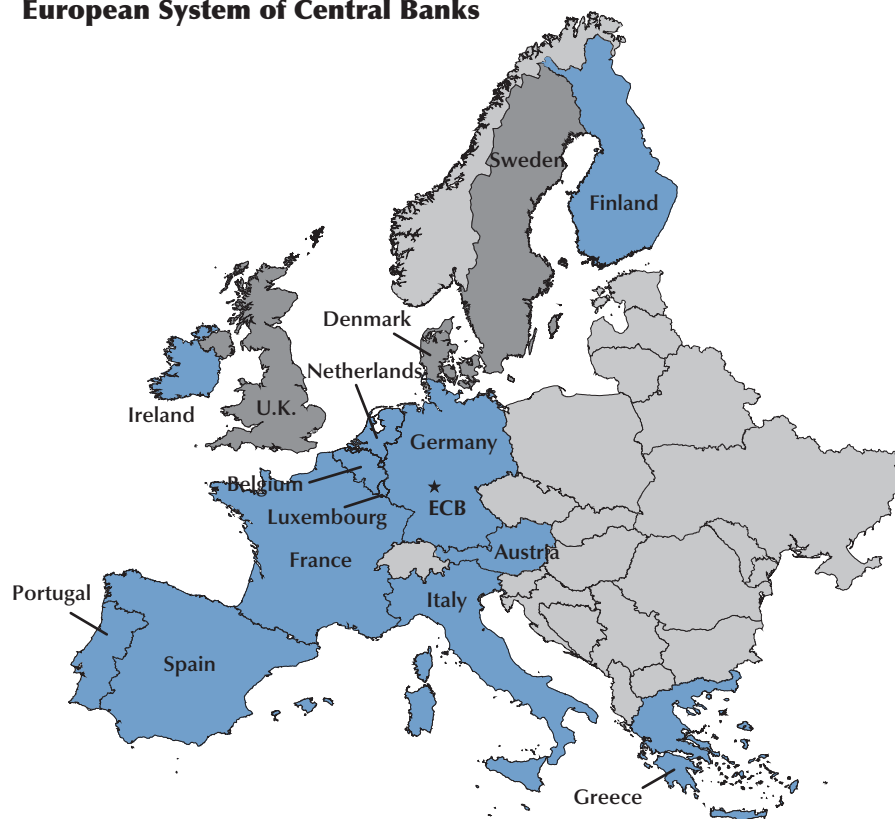 European System of Central Banks
Sweden
Finland
Denmark
Netherlands
Ireland
U.K.
Germany
Belgium
ECB
Luxembourg
France
Austria
Portugal
Italy
Spain
Greece